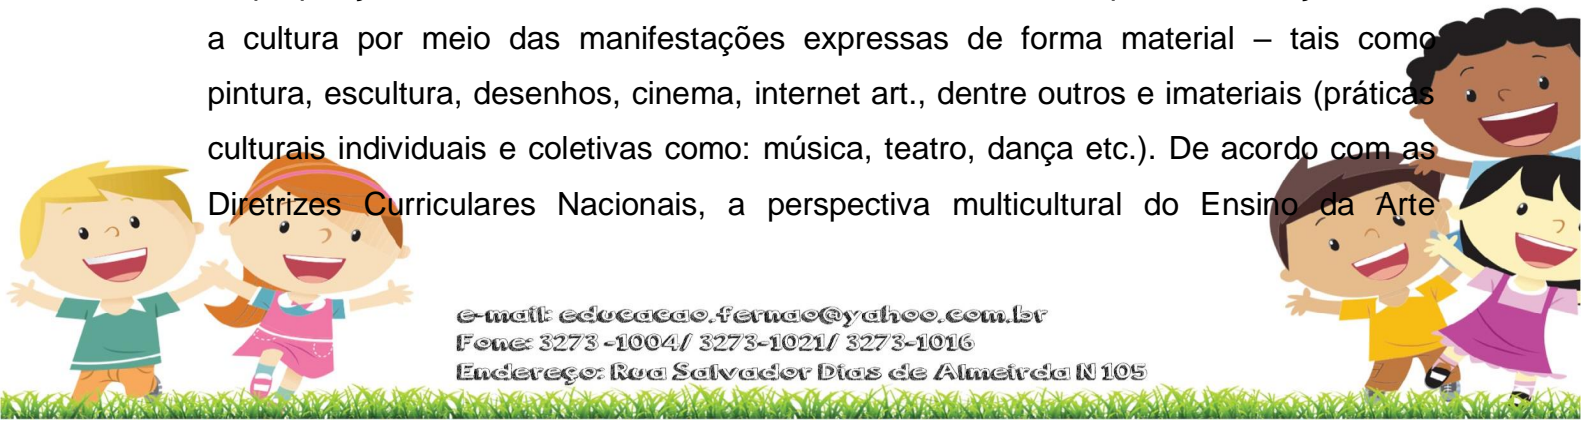 a cultura por meio das manifestações expressas de forma material – tais como
pintura, escultura, desenhos, cinema, internet art., dentre outros e imateriais (práticas
culturais individuais e coletivas como: música, teatro, dança etc.). De acordo com as
Diretrizes Curriculares Nacionais, a perspectiva multicultural do Ensino da Arte
e-mail: educacao.fernao@yahoo.com.br
Fone: 3273 -1004/ 3273-1021/ 3273-1016
Endereço: Rua Salvador Dias de Almeirda N 105